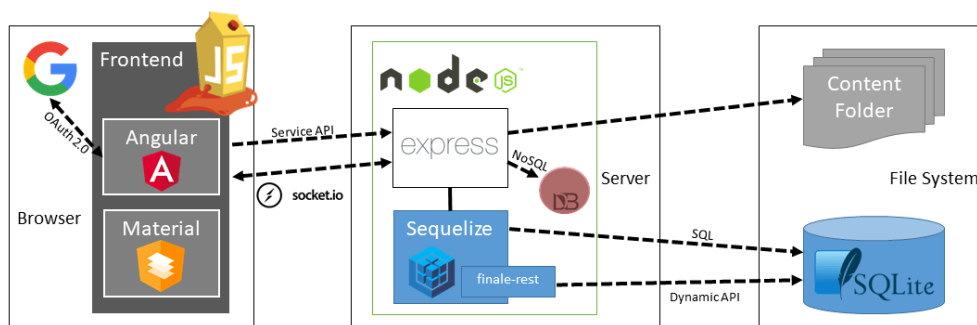 Frontend
JS
OAuth 2.0
Angular
A
Browser
Material
Service API
socket.io
node
JS
express
NoSQL
DB
Server
Sequelize
finale-rest
SQL
Dynamic API
Content
Folder
File System
SQLite